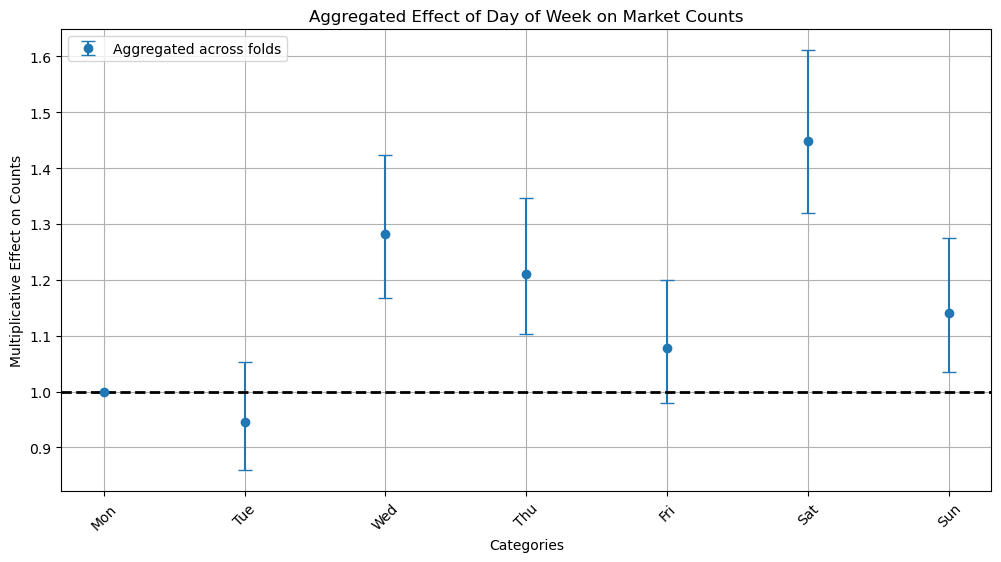 Aggregated Effect of Day of Week on Market Counts
Aggregated across folds
Multiplicative Effect on Counts
1.6
1.5
1.4
1.3
1.2
1.1
1.0
0.9
Mon
Tue
Wed
Thu
Fri
Sat
Sun
Categories